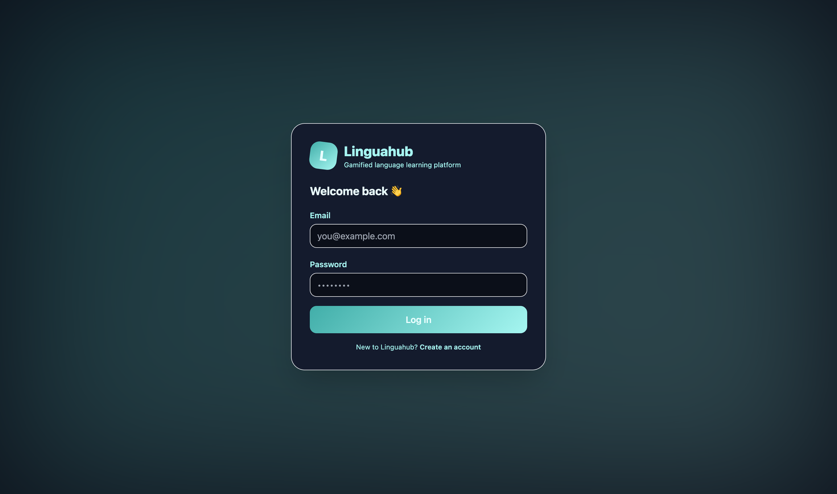 L
Linguahub
Gamified language learning platform
Welcome back 👋
Email
you@example.com
Password
••••••••
Log in
New to Linguahub? Create an account